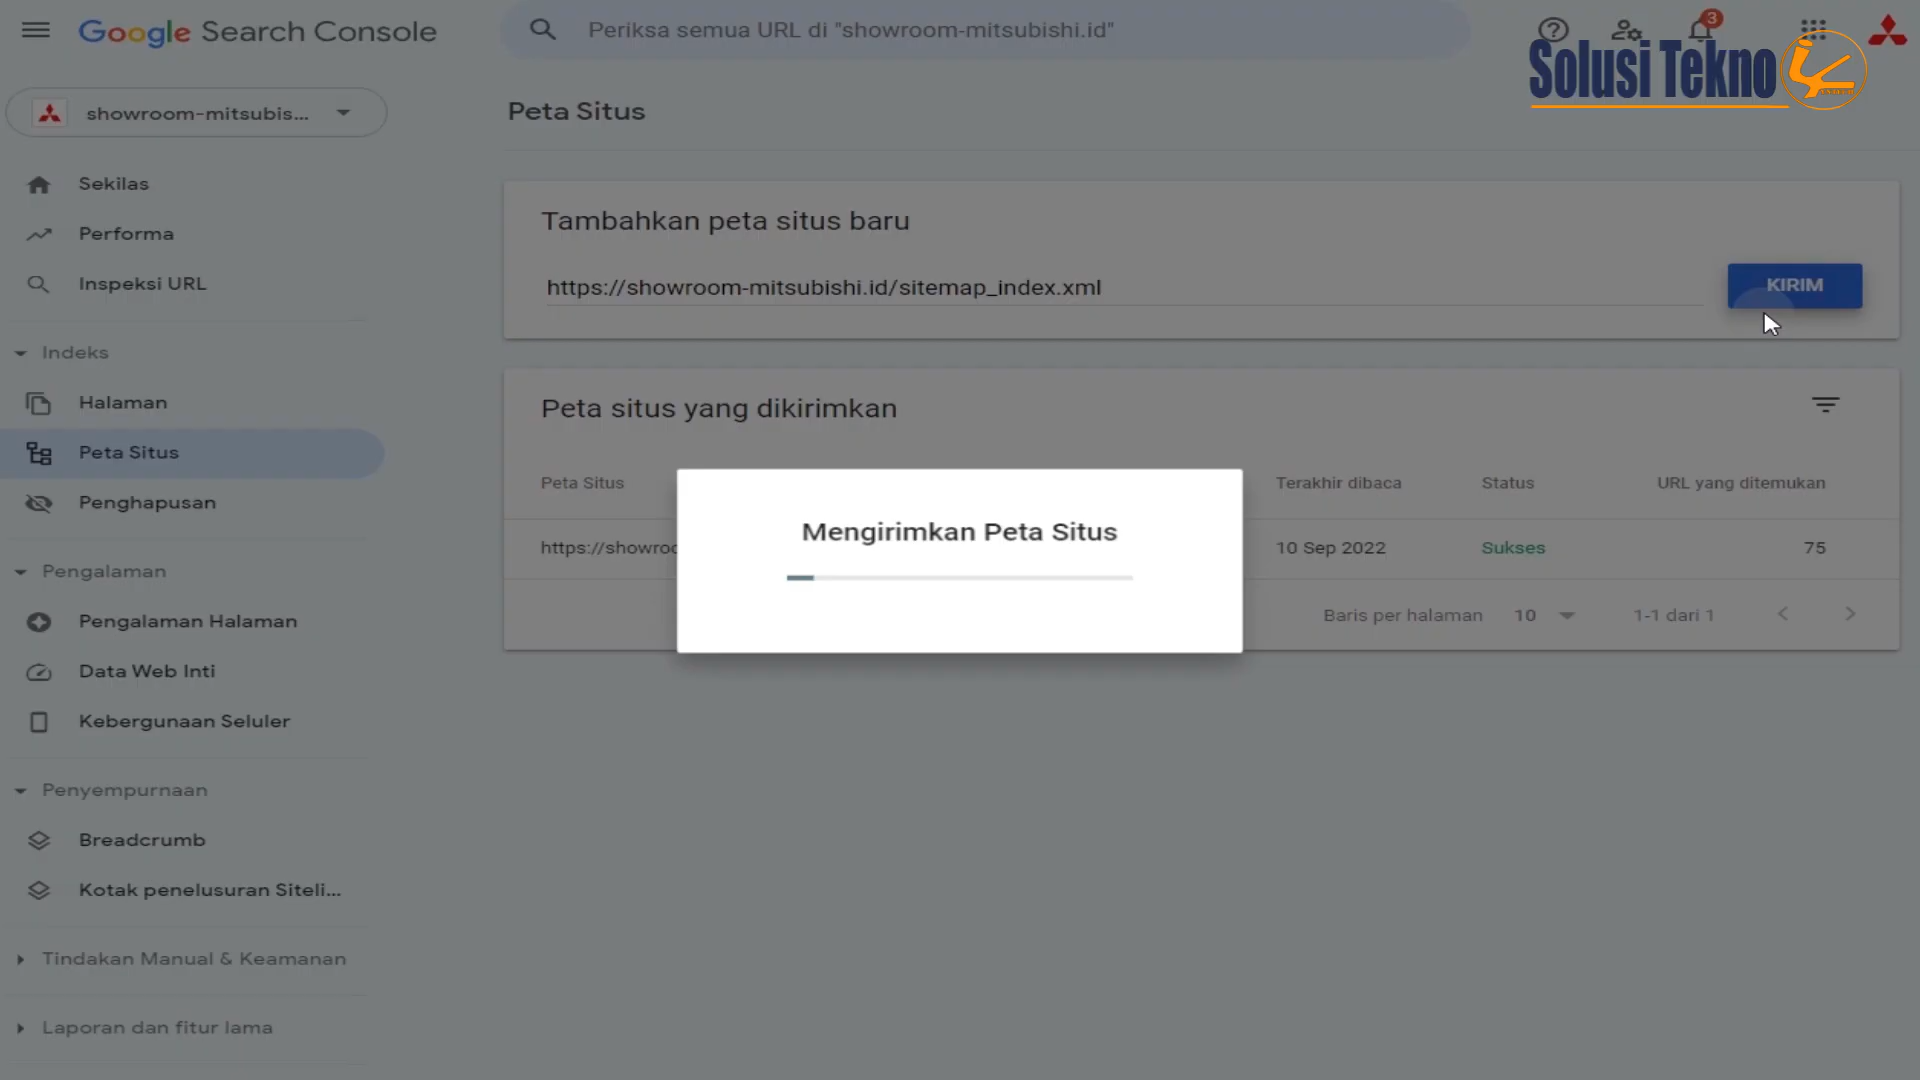 Google Search Console
Periksa semua URL di "showroom-mitsubishi.id"
3
Solusi Tekno
showroom-mitsubis...
Peta Situs
Sekilas
Performa
Inspeksi URL
Indeks
Halaman
Peta Situs
Penghapusan
Pengalaman
Pengalaman Halaman
Data Web Inti
Kebergunaan Seluler
Penyempurnaan
Breadcrumb
Kotak penelusuran Siteli...
Tindakan Manual & Keamanan
Laporan dan fitur lama
Tambahkan peta situs baru
https://showroom-mitsubishi.id/sitemap_index.xml
KIRIM
Peta situs yang dikirimkan
Peta Situs Terakhir dibaca Status URL yang ditemukan
https://showroo 10 Sep 2022 Sukses 75
Baris per halaman 10 1-1 dari 1
Mengirimkan Peta Situs